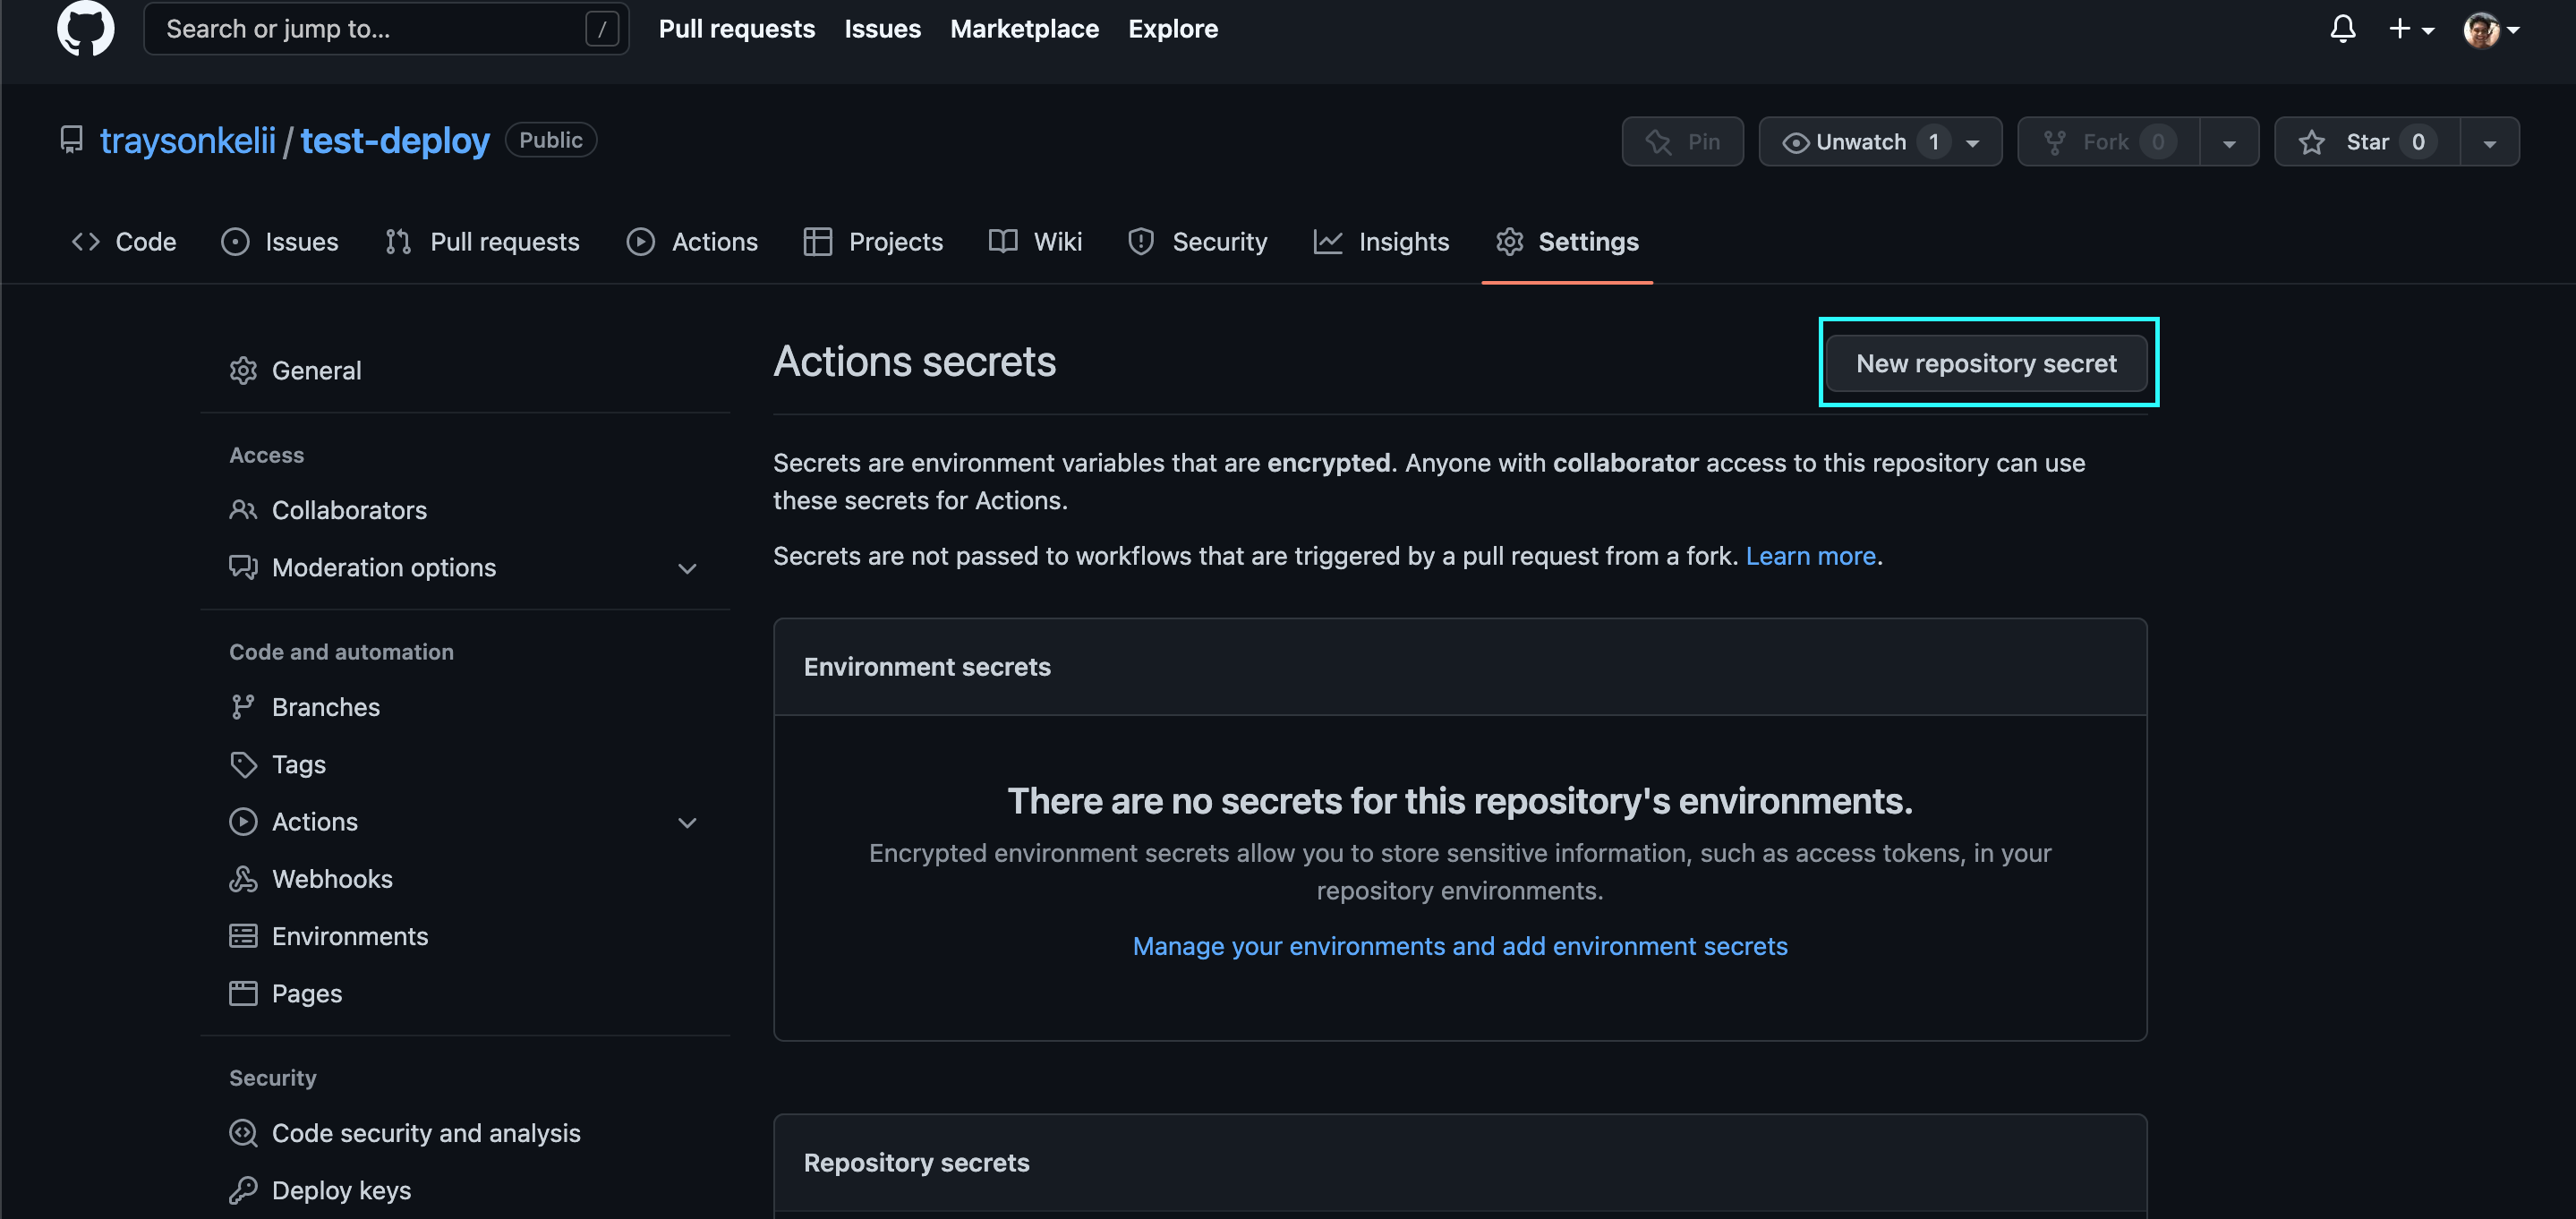 Search or jump to... /
Pull requests Issues Marketplace Explore
traysonkelii / test-deploy Public
Pin Unwatch 1 Fork 0 Star 0
Code Issues Pull requests Actions Projects Wiki Security Insights Settings
General
Access
Collaborators
Moderation options
Code and automation
Branches
Tags
Actions
Webhooks
Environments
Pages
Security
Code security and analysis
Deploy keys
Actions secrets
New repository secret
Secrets are environment variables that are encrypted. Anyone with collaborator access to this repository can use
these secrets for Actions.
Secrets are not passed to workflows that are triggered by a pull request from a fork. Learn more.
Environment secrets
There are no secrets for this repository's environments.
Encrypted environment secrets allow you to store sensitive information, such as access tokens, in your
repository environments.
Manage your environments and add environment secrets
Repository secrets